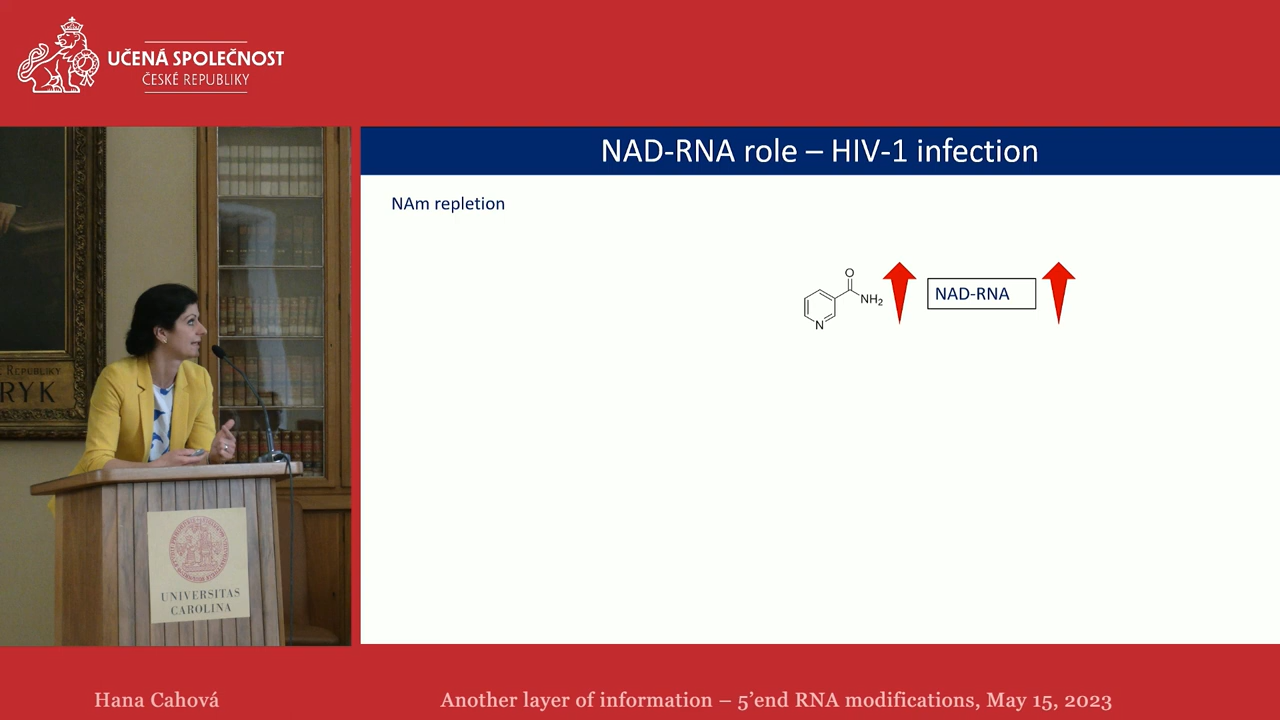 UČENÁ SPOLEČNOST
ČESKÉ REPUBLIKY
NAD-RNA role – HIV-1 infection
NAm repletion
O
NH₂
N
NAD-RNA
REPUBLIKY
RYK
UNIVERSITAS
CAROLINA
Hana Cahová
Another layer of information – 5’end RNA modifications, May 15, 2023